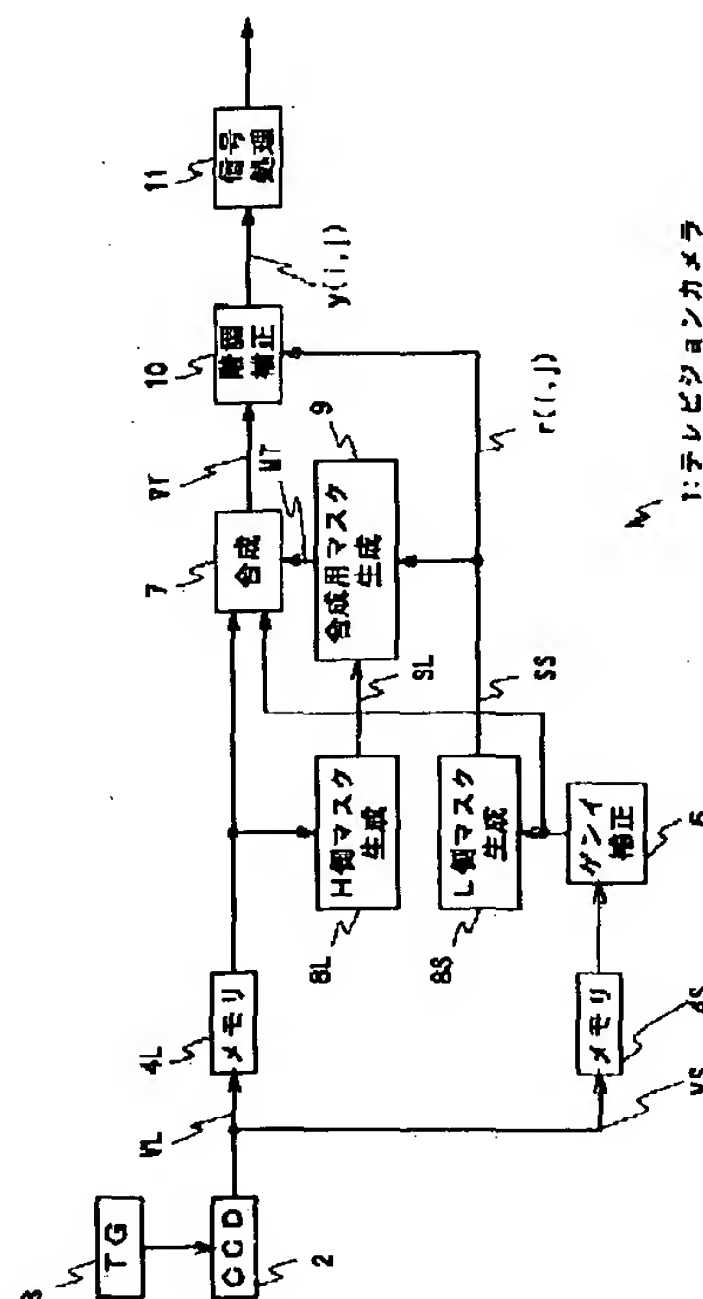 3
TG
CCD
2
VL
4L
メモリ
VS
メモリ
8L
H側マスク
生成
8S
L側マスク
生成
ゲンイ
補正
5
SL
SS
7
合成
合成用マスク
生成
9
MT
VT
10
階調
補正
r(i,j)
y(i,j)
11
信号
処理
1:テレビジョンカメラ